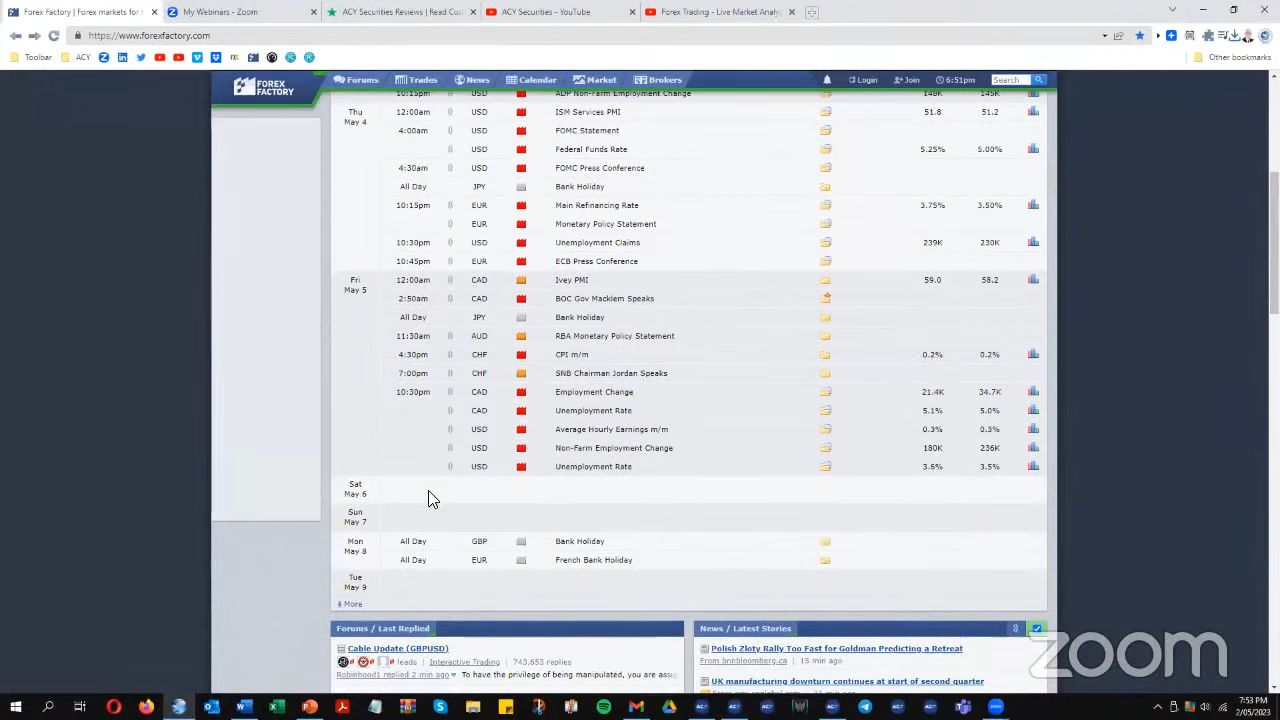 Forex Factory | Forex markets for
My Webinars - Zoom
ACY Securities Reviews | Read Cus
ACY Securities - YouTube
Forex Trading - Live Market Analy
https://www.forexfactory.com
Toolbar
ACY
Other bookmarks
FOREX FACTORY
Forums
Trades
News
Calendar
Market
Brokers
Login
Join
6:51pm
Search
10:15pm USD ADP Non-Farm Employment Change 148K 145K
Thu May 4 12:00am USD ISM Services PMI 51.8 51.2
4:00am USD FOMC Statement
USD Federal Funds Rate 5.25% 5.00%
4:30am USD FOMC Press Conference
All Day JPY Bank Holiday
10:15pm EUR Main Refinancing Rate 3.75% 3.50%
EUR Monetary Policy Statement
10:30pm USD Unemployment Claims 239K 230K
10:45pm EUR ECB Press Conference
Fri May 5 12:00am CAD Ivey PMI 59.0 58.2
2:50am CAD BOC Gov Macklem Speaks
All Day JPY Bank Holiday
11:30am AUD RBA Monetary Policy Statement
4:30pm CHF CPI m/m 0.2% 0.2%
7:00pm CHF SNB Chairman Jordan Speaks
10:30pm CAD Employment Change 21.4K 34.7K
CAD Unemployment Rate 5.1% 5.0%
USD Average Hourly Earnings m/m 0.3% 0.3%
USD Non-Farm Employment Change 180K 236K
USD Unemployment Rate 3.6% 3.5%
Sat May 6
Sun May 7
Mon May 8 All Day GBP Bank Holiday
All Day EUR French Bank Holiday
Tue May 9
More
Forums / Last Replied
Cable Update (GBPUSD)
leads | Interactive Trading | 743,653 replies
Robinhood1 replied 2 min ago To have the privilege of being manipulated, you are assu
News / Latest Stories
Polish Zloty Rally Too Fast for Goldman Predicting a Retreat
From bnnbloomberg.ca | 15 min ago
UK manufacturing downturn continues at start of second quarter
zoom
7:53 PM
2/05/2023